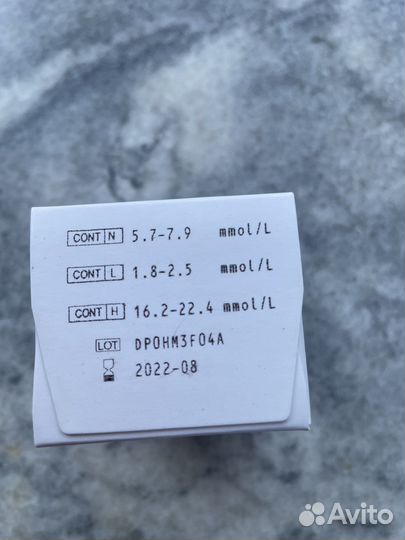 CONT N 5.7-7.9 mmol/L
CONT L 1.8-2.5 mmol/L
CONT H 16.2-22.4 mmol/L
LOT DP0HM3F04A
2022-08
Avito